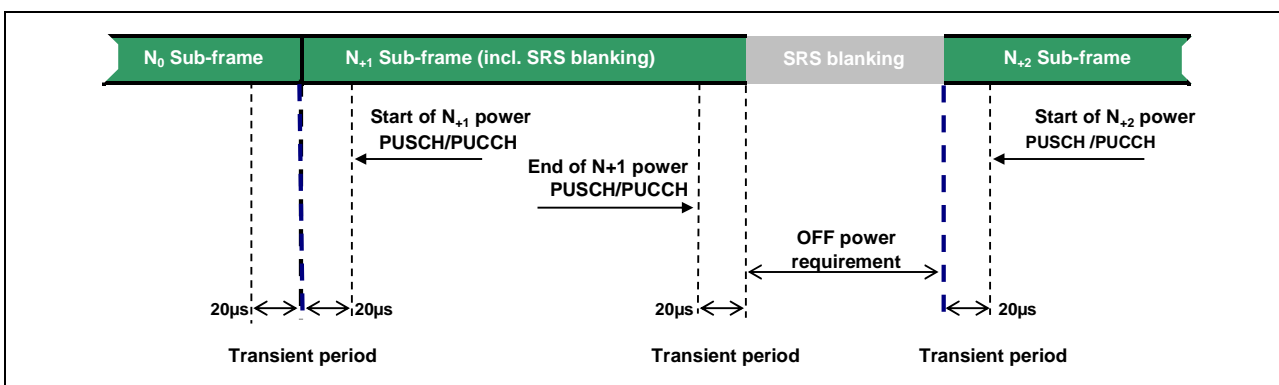 N0 Sub-frame
N+1 Sub-frame (incl. SRS blanking)
SRS blanking
N+2 Sub-frame
Start of N+1 power
PUSCH/PUCCH
Start of N+2 power
PUSCH /PUCCH
End of N+1 power
PUSCH/PUCCH
OFF power
requirement
20µs
20µs
20µs
20µs
Transient period
Transient period
Transient period